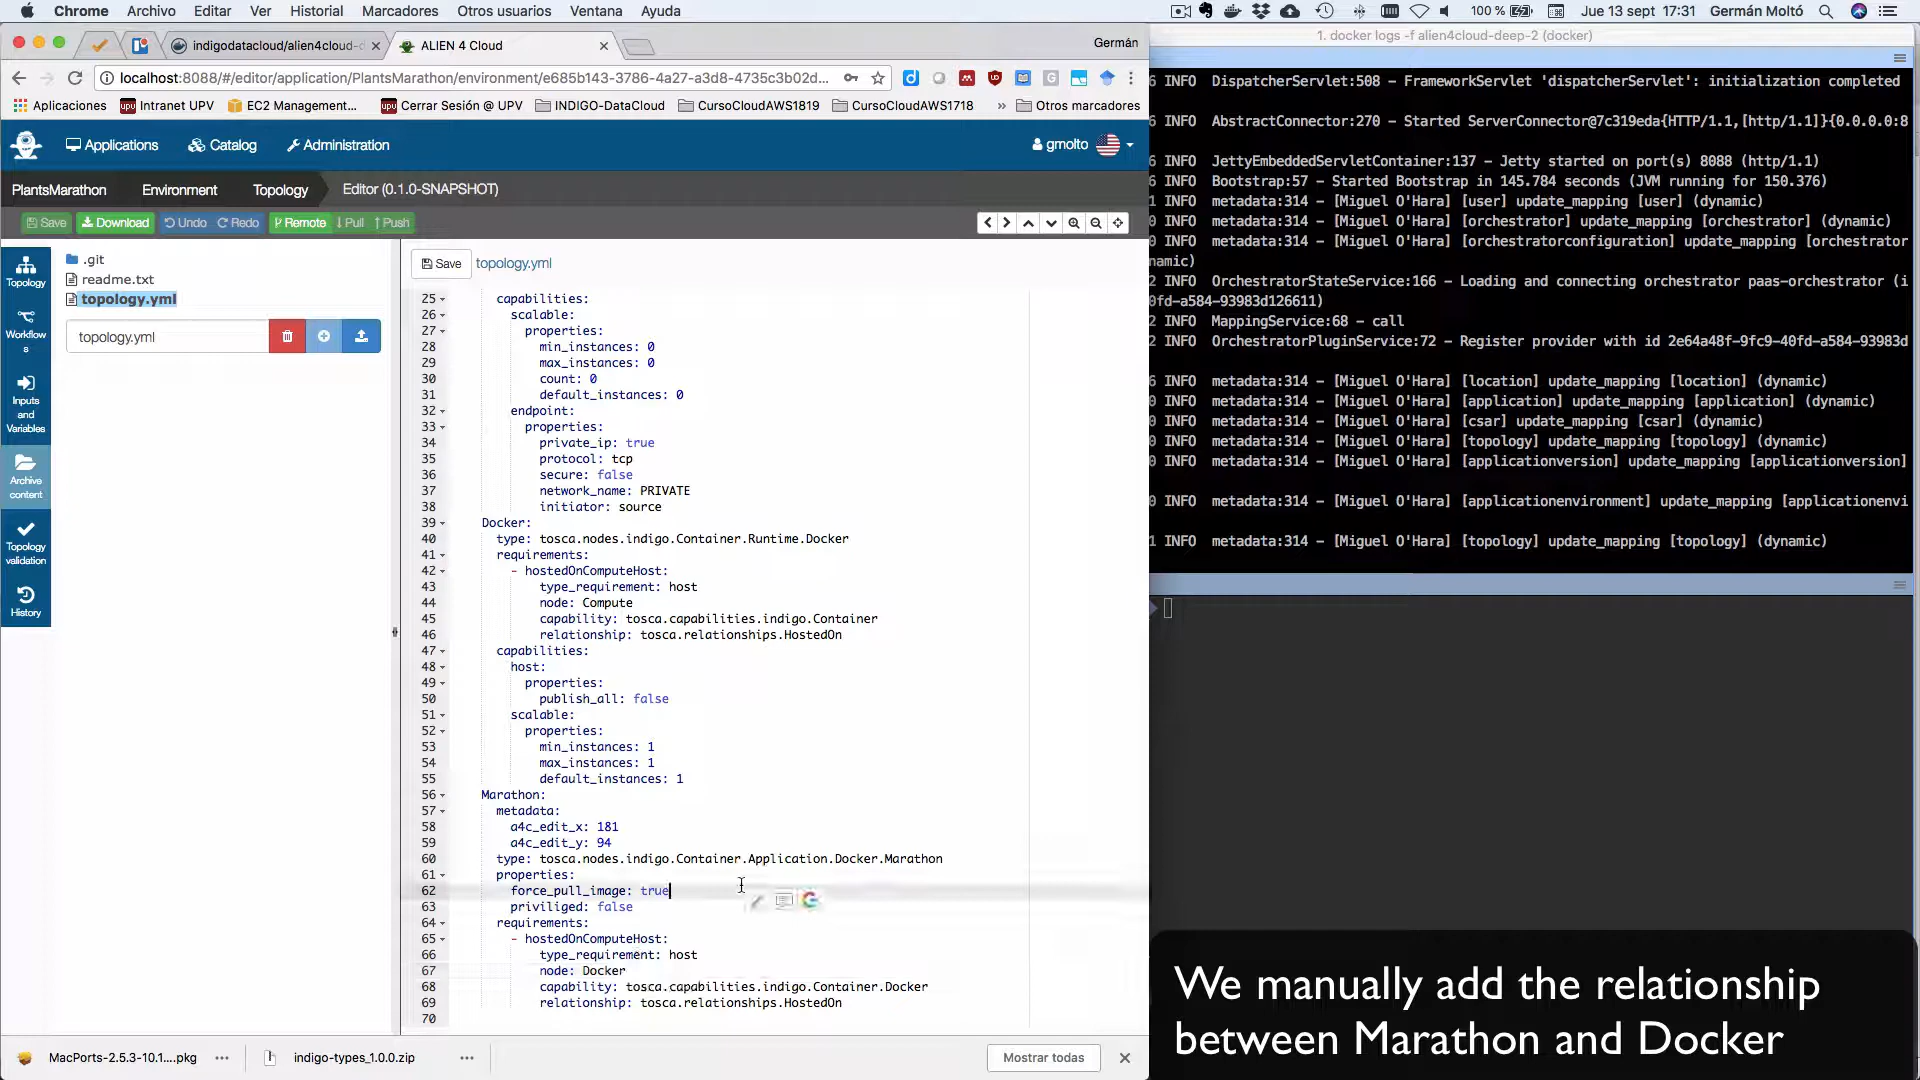 Chrome Archivo Editar Ver Historial Marcadores Otros usuarios Ventana Ayuda 100 % Jue 13 sept 17:31 Germán Moltó
indigodatacloud/alien4cloud-d
ALIEN 4 Cloud
Germán
localhost:8088/#/editor/application/PlantsMarathon/environment/e685b143-3786-4a27-a3d8-4735c3b02d...
Aplicaciones Intranet UPV EC2 Management... Cerrar Sesión @ UPV INDIGO-DataCloud CursoCloudAWS1819 CursoCloudAWS1718 » Otros marcadores
Applications Catalog Administration gmolto
PlantsMarathon Environment Topology Editor (0.1.0-SNAPSHOT)
Save Download Undo Redo Remote Pull Push
Topology
Workflow
s
Inputs
and
Variables
Archive
content
Topology
validation
History
.git
readme.txt
topology.yml
topology.yml
Save topology.yml
25 capabilities:
26 scalable:
27 properties:
28 min_instances: 0
29 max_instances: 0
30 count: 0
31 default_instances: 0
32 endpoint:
33 properties:
34 private_ip: true
35 protocol: tcp
36 secure: false
37 network_name: PRIVATE
38 initiator: source
39 Docker:
40 type: tosca.nodes.indigo.Container.Runtime.Docker
41 requirements:
42 - hostedOnComputeHost:
43 type_requirement: host
44 node: Compute
45 capability: tosca.capabilities.indigo.Container
46 relationship: tosca.relationships.HostedOn
47 capabilities:
48 host:
49 properties:
50 publish_all: false
51 scalable:
52 properties:
53 min_instances: 1
54 max_instances: 1
55 default_instances: 1
56 Marathon:
57 metadata:
58 a4c_edit_x: 181
59 a4c_edit_y: 94
60 type: tosca.nodes.indigo.Container.Application.Docker.Marathon
61 properties:
62 force_pull_image: true
63 priviliged: false
64 requirements:
65 - hostedOnComputeHost:
66 type_requirement: host
67 node: Docker
68 capability: tosca.capabilities.indigo.Container.Docker
69 relationship: tosca.relationships.HostedOn
70
MacPorts-2.5.3-10.1....pkg
indigo-types_1.0.0.zip
Mostrar todas
1. docker logs -f alien4cloud-deep-2 (docker)
6 INFO DispatcherServlet:508 - FrameworkServlet 'dispatcherServlet': initialization completed
6 INFO AbstractConnector:270 - Started ServerConnector@7c319eda{HTTP/1.1,[http/1.1]}{0.0.0.0:8
6 INFO JettyEmbeddedServletContainer:137 - Jetty started on port(s) 8088 (http/1.1)
6 INFO Bootstrap:57 - Started Bootstrap in 145.784 seconds (JVM running for 150.376)
1 INFO metadata:314 - [Miguel O'Hara] [user] update_mapping [user] (dynamic)
0 INFO metadata:314 - [Miguel O'Hara] [orchestrator] update_mapping [orchestrator] (dynamic)
0 INFO metadata:314 - [Miguel O'Hara] [orchestratorconfiguration] update_mapping [orchestrator
namic)
2 INFO OrchestratorStateService:166 - Loading and connecting orchestrator paas-orchestrator (i
0fd-a584-93983d126611)
2 INFO MappingService:68 - call
2 INFO OrchestratorPluginService:72 - Register provider with id 2e64a48f-9fc9-40fd-a584-93983d
6 INFO metadata:314 - [Miguel O'Hara] [location] update_mapping [location] (dynamic)
0 INFO metadata:314 - [Miguel O'Hara] [application] update_mapping [application] (dynamic)
0 INFO metadata:314 - [Miguel O'Hara] [csar] update_mapping [csar] (dynamic)
0 INFO metadata:314 - [Miguel O'Hara] [topology] update_mapping [topology] (dynamic)
0 INFO metadata:314 - [Miguel O'Hara] [applicationversion] update_mapping [applicationversion]
0 INFO metadata:314 - [Miguel O'Hara] [applicationenvironment] update_mapping [applicationenvi
1 INFO metadata:314 - [Miguel O'Hara] [topology] update_mapping [topology] (dynamic)
We manually add the relationship
between Marathon and Docker